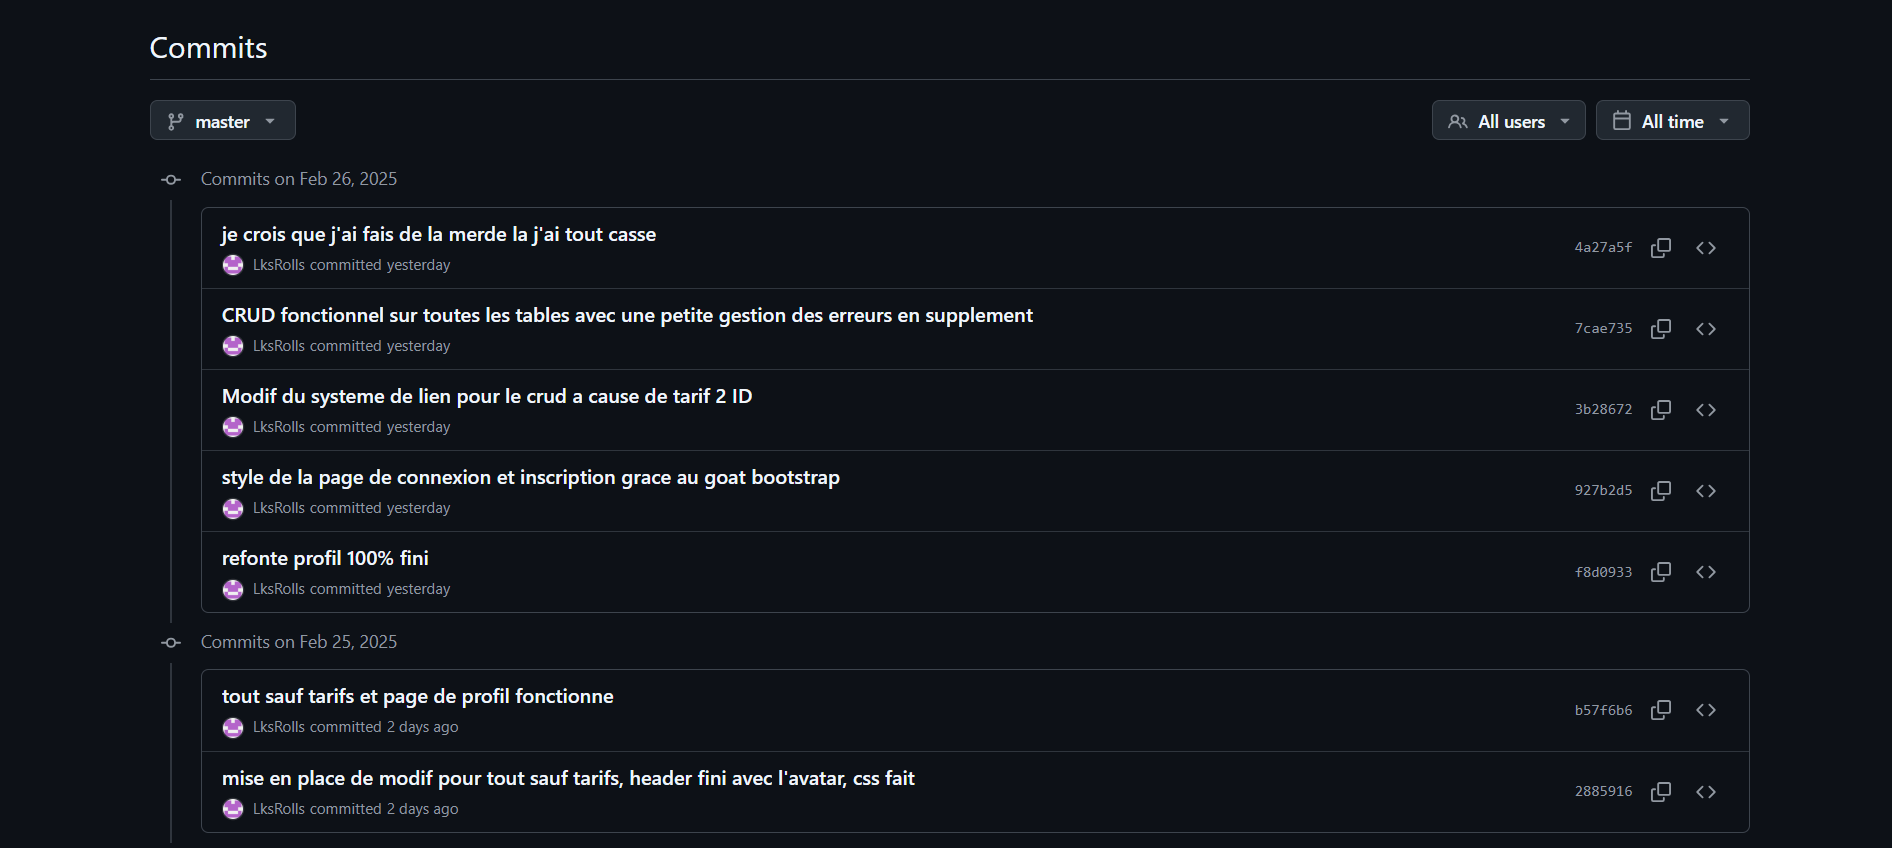 Commits
master
All users
All time
Commits on Feb 26, 2025
je crois que j'ai fais de la merde la j'ai tout casse
4a27a5f
LksRolls committed yesterday
CRUD fonctionnel sur toutes les tables avec une petite gestion des erreurs en supplement
7cae735
LksRolls committed yesterday
Modif du systeme de lien pour le crud a cause de tarif 2 ID
3b28672
LksRolls committed yesterday
style de la page de connexion et inscription grace au goat bootstrap
927b2d5
LksRolls committed yesterday
refonte profil 100% fini
f8d0933
LksRolls committed yesterday
Commits on Feb 25, 2025
tout sauf tarifs et page de profil fonctionne
b57f6b6
LksRolls committed 2 days ago
mise en place de modif pour tout sauf tarifs, header fini avec l'avatar, css fait
2885916
LksRolls committed 2 days ago